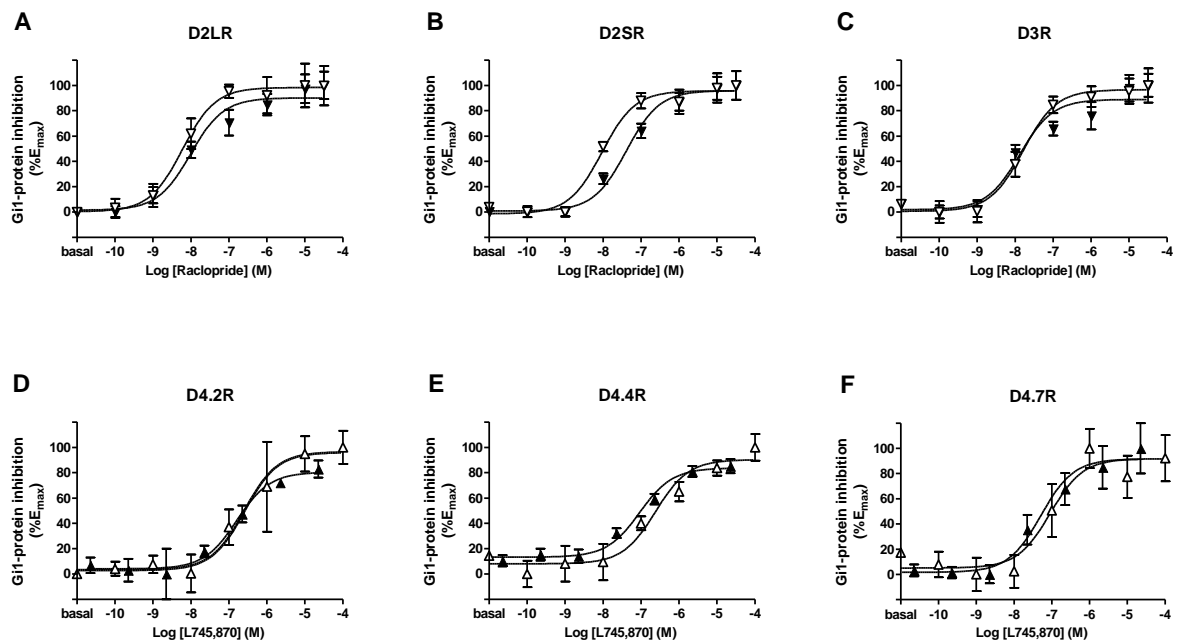 A
D2LR
Gi1-protein inhibition
(%Emax)
100
80
60
40
20
0
basal -10 -9 -8 -7 -6 -5 -4
Log [Raclopride] (M)
B
D2SR
Gi1-protein inhibition
(%Emax)
100
80
60
40
20
0
basal -10 -9 -8 -7 -6 -5 -4
Log [Raclopride] (M)
C
D3R
Gi1-protein inhibition
(%Emax)
100
80
60
40
20
0
basal -10 -9 -8 -7 -6 -5 -4
Log [Raclopride] (M)
D
D4.2R
Gi1-protein inhibition
(%Emax)
100
80
60
40
20
0
basal -10 -9 -8 -7 -6 -5 -4
Log [L745,870] (M)
E
D4.4R
Gi1-protein inhibition
(%Emax)
100
80
60
40
20
0
basal -10 -9 -8 -7 -6 -5 -4
Log [L745,870] (M)
F
D4.7R
Gi1-protein inhibition
(%Emax)
100
80
60
40
20
0
basal -10 -9 -8 -7 -6 -5 -4
Log [L745,870] (M)